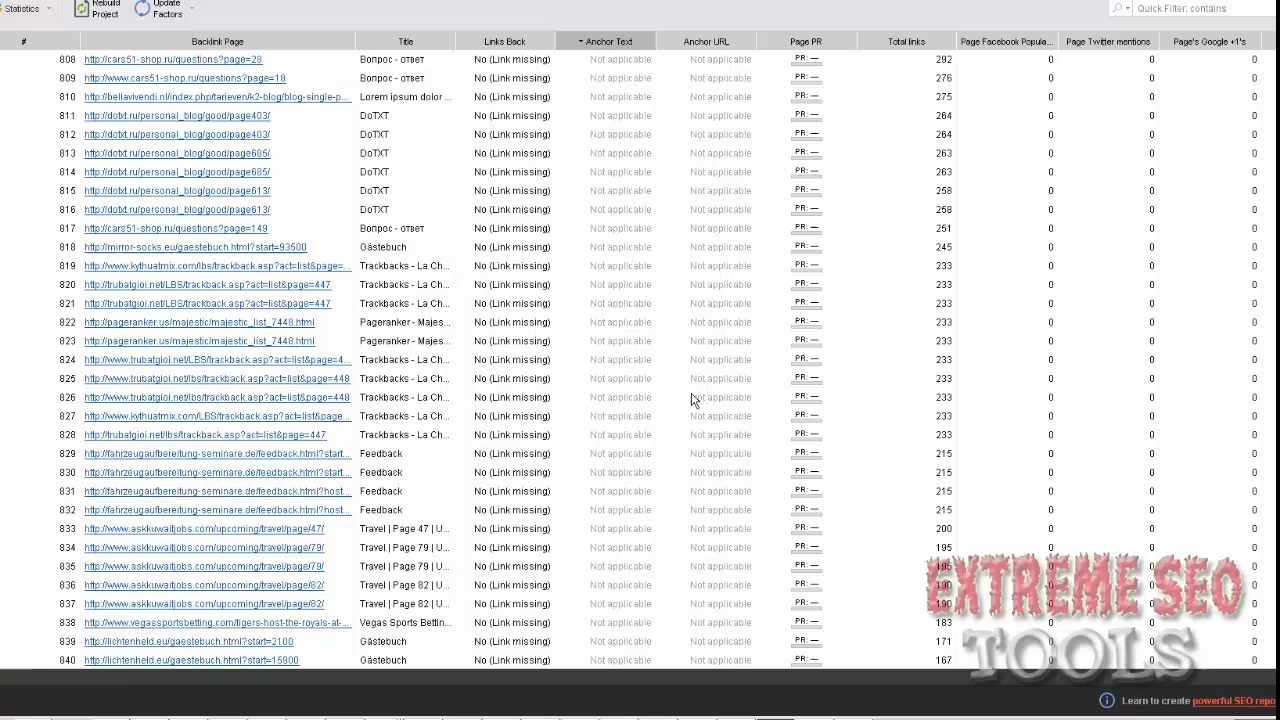 Statistics Rebuild Project Update Factors Quick Filter: contains
# Backlink Page Title Links Back Anchor Text Anchor URL Page PR Total links Page Facebook Popula... Page Twitter mentions Page's Google +1's
808 http://cars51-shop.ru/questions?page=28 Вопрос - ответ No (Link missing) Not applicable Not applicable PR: — 292 0 0 0
809 http://www.cars51-shop.ru/questions?page=18 Вопрос - ответ No (Link missing) Not applicable Not applicable PR: — 276 0 0 0
810 http://bellavivendi.nl/index.php/tarieven/k2-blog/blog-single-p... Lorem ipsum dolor ... No (Link missing) Not applicable Not applicable PR: — 275 0 0 0
811 http://dotxt.ru/personal_blog/good/page403/ DoTXT No (Link missing) Not applicable Not applicable PR: — 264 0 0 0
812 http://dotxt.ru/personal_blog/good/page403/ DoTXT No (Link missing) Not applicable Not applicable PR: — 264 0 0 0
813 http://dotxt.ru/personal_blog/good/page685/ DoTXT No (Link missing) Not applicable Not applicable PR: — 263 0 0 0
814 http://dotxt.ru/personal_blog/good/page685/ DoTXT No (Link missing) Not applicable Not applicable PR: — 263 0 0 0
815 http://dotxt.ru/personal_blog/good/page613/ DoTXT No (Link missing) Not applicable Not applicable PR: — 258 0 0 0
816 http://dotxt.ru/personal_blog/good/page613/ DoTXT No (Link missing) Not applicable Not applicable PR: — 258 0 0 0
817 http://cars51-shop.ru/questions?page=149 Вопрос - ответ No (Link missing) Not applicable Not applicable PR: — 251 0 0 0
818 http://mirror-socks.eu/gaestebuch.html?start=93500 Gästebuch No (Link missing) Not applicable Not applicable PR: — 245 0 0 0
819 http://www.kythuatmix.com/lbs/trackback.asp?act=list&page=... Trackbacks - La Ch... No (Link missing) Not applicable Not applicable PR: — 233 0 0 0
820 http://trubatgioi.net/LBS/trackback.asp?act=list&page=447 Trackbacks - La Ch... No (Link missing) Not applicable Not applicable PR: — 233 0 0 0
821 http://trubatgioi.net/LBS/trackback.asp?act=list&page=447 Trackbacks - La Ch... No (Link missing) Not applicable Not applicable PR: — 233 0 0 0
822 http://pageranker.us/majestic/majestic_list_7448.html Pageranker - Majes... No (Link missing) Not applicable Not applicable PR: — 233 0 0 0
823 http://pageranker.us/majestic/majestic_list_7448.html Pageranker - Majes... No (Link missing) Not applicable Not applicable PR: — 233 0 0 0
824 http://www.trubatgioi.net/LBS/trackback.asp?act=list&page=4... Trackbacks - La Ch... No (Link missing) Not applicable Not applicable PR: — 233 0 0 0
825 http://www.trubatgioi.net/lbs/trackback.asp?act=list&page=448 Trackbacks - La Ch... No (Link missing) Not applicable Not applicable PR: — 233 0 0 0
826 http://www.trubatgioi.net/lbs/trackback.asp?act=list&page=448 Trackbacks - La Ch... No (Link missing) Not applicable Not applicable PR: — 233 0 0 0
827 http://www.kythuatmix.com/LBS/trackback.asp?act=list&page... Trackbacks - La Ch... No (Link missing) Not applicable Not applicable PR: — 233 0 0 0
828 http://trubatgioi.net/lbs/trackback.asp?act=list&page=447 Trackbacks - La Ch... No (Link missing) Not applicable Not applicable PR: — 233 0 0 0
829 http://fahrzeugaufbereitung-seminare.de/feedback.html?start... Feedback No (Link missing) Not applicable Not applicable PR: — 215 0 0 0
830 http://fahrzeugaufbereitung-seminare.de/feedback.html?start... Feedback No (Link missing) Not applicable Not applicable PR: — 215 0 0 0
831 http://fahrzeugaufbereitung-seminare.de/feedback.html?host... Feedback No (Link missing) Not applicable Not applicable PR: — 215 0 0 0
832 http://fahrzeugaufbereitung-seminare.de/feedback.html?host... Feedback No (Link missing) Not applicable Not applicable PR: — 215 0 0 0
833 http://www.askkuwaitjobs.com/upcoming/travel/page/47/ Travel | Page 47 | U... No (Link missing) Not applicable Not applicable PR: — 200 0 0 0
834 http://www.askkuwaitjobs.com/upcoming/travel/page/79/ Travel | Page 79 | U... No (Link missing) Not applicable Not applicable PR: — 195 0 0 0
835 http://www.askkuwaitjobs.com/upcoming/travel/page/79/ Travel | Page 79 | U... No (Link missing) Not applicable Not applicable PR: —
836 http://www.askkuwaitjobs.com/upcoming/travel/page/82/ Travel | Page 82 | U... No (Link missing) Not applicable Not applicable PR: —
837 http://www.askkuwaitjobs.com/upcoming/travel/page/82/ Travel | Page 82 | U... No (Link missing) Not applicable Not applicable PR: — 190
838 http://www.vegassportsbetting.com/tigers-host-the-royals-at-... No (Link missing) Not applicable Not applicable PR: — 183 0 0 0
839 http://lichtenheld.eu/gaestebuch.html?start=2100 Gästebuch No (Link missing) Not applicable Not applicable PR: — 171 0
840 http://lichtenheld.eu/gaestebuch.html?start=15900 Gästebuch No (Link missing) Not applicable Not applicable PR: — 167 0
EXTREME SEO
TOOLS
Learn to create powerful SEO repo